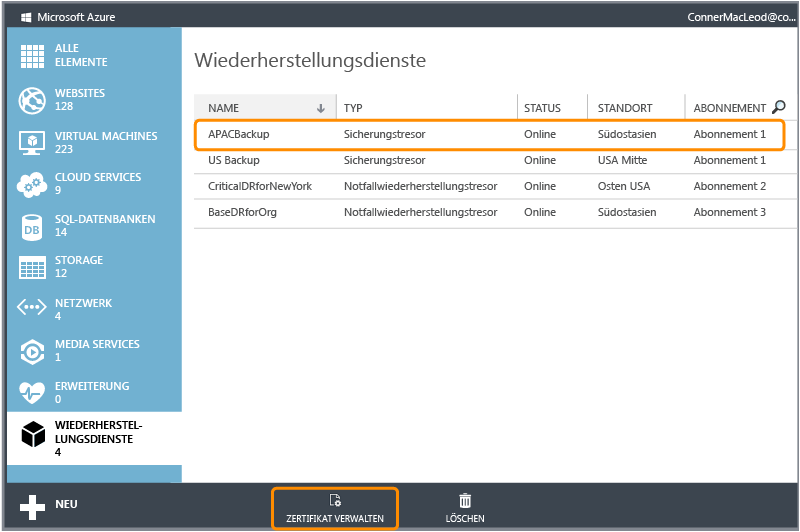 Microsoft Azure
ConnerMacLeod@co...
ALLE
ELEMENTE
WEBSITES
128
VIRTUAL MACHINES
223
CLOUD SERVICES
9
SQL-DATENBANKEN
14
DB
STORAGE
12
NETZWERK
4
MEDIA SERVICES
1
ERWEITERUNG
0
WIEDERHERSTEL-
LUNGSDIENSTE
4
Wiederherstellungsdienste
NAME TYP STATUS STANDORT ABONNEMENT
APACBackup Sicherungstresor Online Südostasien Abonnement 1
US Backup Sicherungstresor Online USA Mitte Abonnement 1
CriticalDRforNewYork Notfallwiederherstellungstresor Online Osten USA Abonnement 2
BaseDRforOrg Notfallwiederherstellungstresor Online Südostasien Abonnement 3
NEU
ZERTIFIKAT VERWALTEN
LÖSCHEN